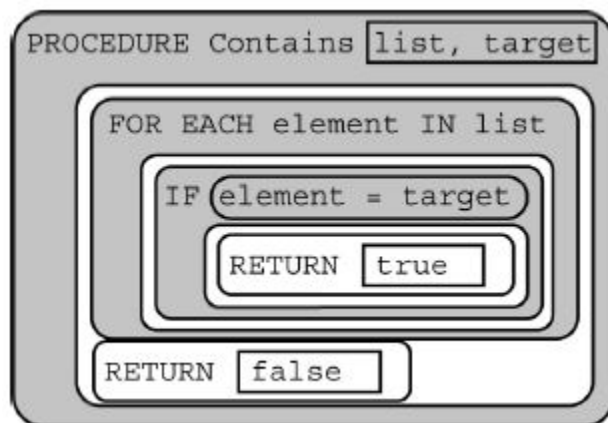 PROCEDURE Contains list, target
FOR EACH element IN list
IF element = target
RETURN true
RETURN false